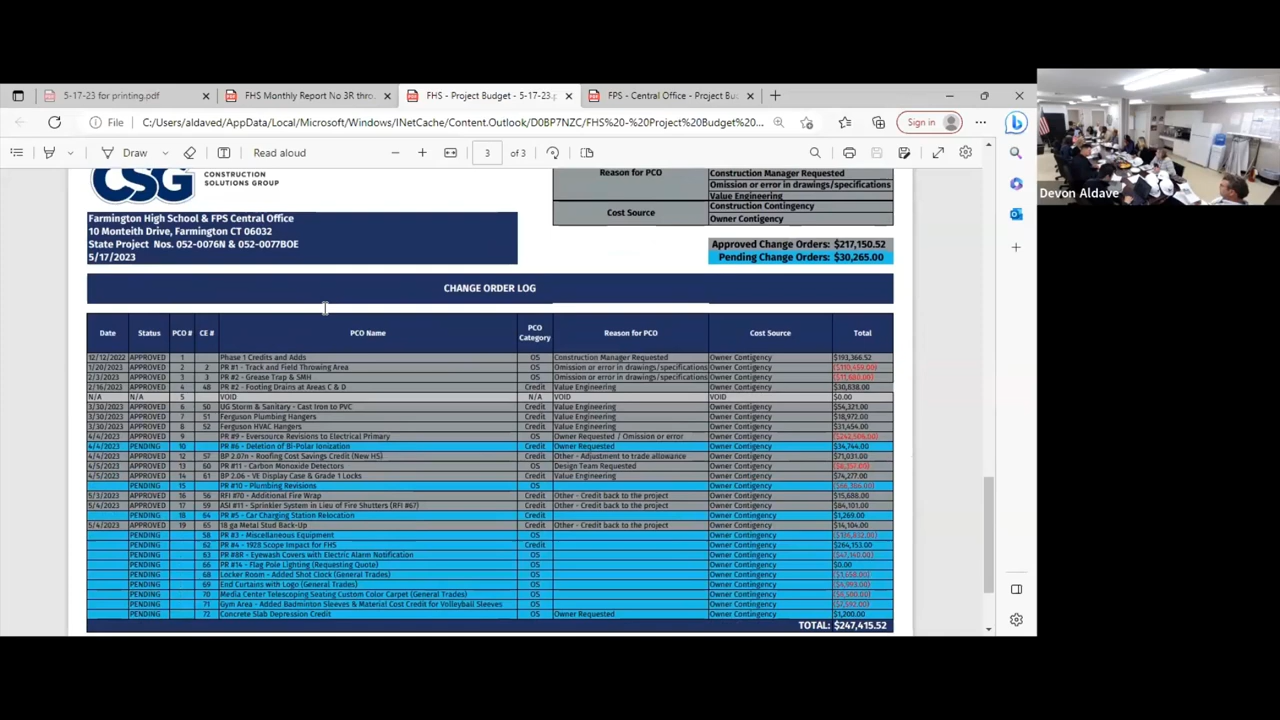 5-17-23 for printing.pdf
FHS Monthly Report No 3R thro...
FHS - Project Budget - 5-17-23.p
FPS - Central Office - Project Bu
File
C:/Users/aldaved/AppData/Local/Microsoft/Windows/INetCache/Content.Outlook/D0BP7NZC/FHS%20-%20Project%20Budget%20...
Sign in
Draw
Read aloud
3 of 3
Devon Aldave
CSG CONSTRUCTION SOLUTIONS GROUP
Reason for PCO
Construction Manager Requested
Omission or error in drawings/specifications
Value Engineering
Cost Source
Construction Contingency
Owner Contingency
Farmington High School & FPS Central Office
10 Monteith Drive, Farmington CT 06032
State Project Nos. 052-0076N & 052-0077BOE
5/17/2023
Approved Change Orders: $217,150.52
Pending Change Orders: $30,265.00
CHANGE ORDER LOG
Date Status PCO # CE # PCO Name PCO Category Reason for PCO Cost Source Total
12/12/2022 APPROVED 1 Phase 1 Credits and Adds OS Construction Manager Requested Owner Contingency $193,366.52
1/20/2023 APPROVED 2 2 PR #1 - Track and Field Throwing Area OS Omission or error in drawings/specifications Owner Contingency
2/3/2023 APPROVED 3 3 PR #2 - Grease Trap & SMH OS Omission or error in drawings/specifications Owner Contingency
2/16/2023 APPROVED 4 48 PR #2 - Footing Drains at Areas C & D Credit Value Engineering Owner Contingency $30,838.00
N/A N/A 5 VOID N/A VOID VOID $0.00
3/30/2023 APPROVED 6 50 UG Storm & Sanitary - Cast Iron to PVC Credit Value Engineering Owner Contingency $54,321.00
3/30/2023 APPROVED 7 51 Ferguson Plumbing Hangers Credit Value Engineering Owner Contingency $18,972.00
3/30/2023 APPROVED 8 52 Ferguson HVAC Hangers Credit Value Engineering Owner Contingency $31,454.00
4/4/2023 APPROVED 9 PR #9 - Eversource Revisions to Electrical Primary OS Owner Requested / Omission or error Owner Contingency
4/4/2023 PENDING 10 PR #6 - Deletion of Bi-Polar Ionization Credit Owner Requested Owner Contingency $34,744.00
4/4/2023 APPROVED 12 57 BP 2.07n - Roofing Cost Savings Credit (New HS) Credit Other - Adjustment to trade allowance Owner Contingency $71,031.00
4/5/2023 APPROVED 13 60 PR #11 - Carbon Monoxide Detectors OS Design Team Requested Owner Contingency
4/5/2023 APPROVED 14 61 BP 2.06 - VE Display Case & Grade 1 Locks Credit Value Engineering Owner Contingency $74,277.00
PENDING 15 PR #10 - Plumbing Revisions OS Owner Contingency
5/3/2023 APPROVED 16 56 RFI #70 - Additional Fire Wrap Credit Other - Credit back to the project Owner Contingency $15,688.00
5/4/2023 APPROVED 17 59 ASI #11 - Sprinkler System in Lieu of Fire Shutters (RFI #67) Credit Other - Credit back to the project Owner Contingency $84,101.00
PENDING 18 64 PR #5 - Car Charging Station Relocation Credit Owner Contingency $1,269.00
5/4/2023 APPROVED 19 65 18 ga Metal Stud Back-Up Credit Other - Credit back to the project Owner Contingency $14,104.00
PENDING 58 PR #3 - Miscellaneous Equipment OS Owner Contingency
PENDING 62 PR #4 - 1928 Scope Impact for FHS Credit Owner Contingency $264,153.00
PENDING 63 PR #8R - Eyewash Covers with Electric Alarm Notification OS Owner Contingency
PENDING 66 PR #14 - Flag Pole Lighting (Requesting Quote) OS Owner Contingency $0.00
PENDING 68 Locker Room - Added Shot Clock (General Trades) OS Owner Contingency
PENDING 69 End Curtains with Logo (General Trades) OS Owner Contingency
PENDING 70 Media Center Telescoping Seating Custom Color Carpet (General Trades) OS Owner Contingency
PENDING 71 Gym Area - Added Badminton Sleeves & Material Cost Credit for Volleyball Sleeves OS Owner Contingency
PENDING 72 Concrete Slab Depression Credit OS Owner Requested Owner Contingency $1,200.00
TOTAL: $247,415.52